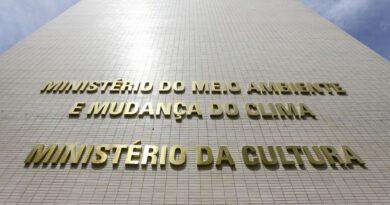 MINISTÉRIO DO MEIO AMBIENTE
E MUDANÇA DO CLIMA
MINISTÉRIO DA CULTURA